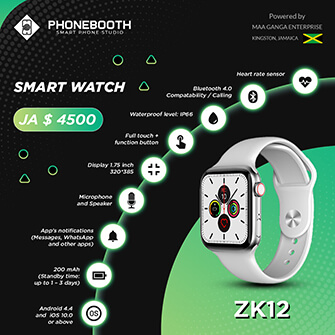 PHONEBOOTH
SMART PHONE STUDIO
Powered by
MAA GANGA ENTERPRISE
KINGSTON, JAMAICA
SMART WATCH
JA $ 4500
Heart rate sensor
Bluetooth 4.0
Compatability / Calling
Waterproof level: IP66
Full touch +
function button
Display 1.75 inch
320*385
Microphone
and Speaker
App's notifications
(Messages, WhatsApp
and other apps)
200 mAh
(Standby time:
up to 1 – 3 days)
Android 4.4
and iOS 10.0
or above
OS
ZK12